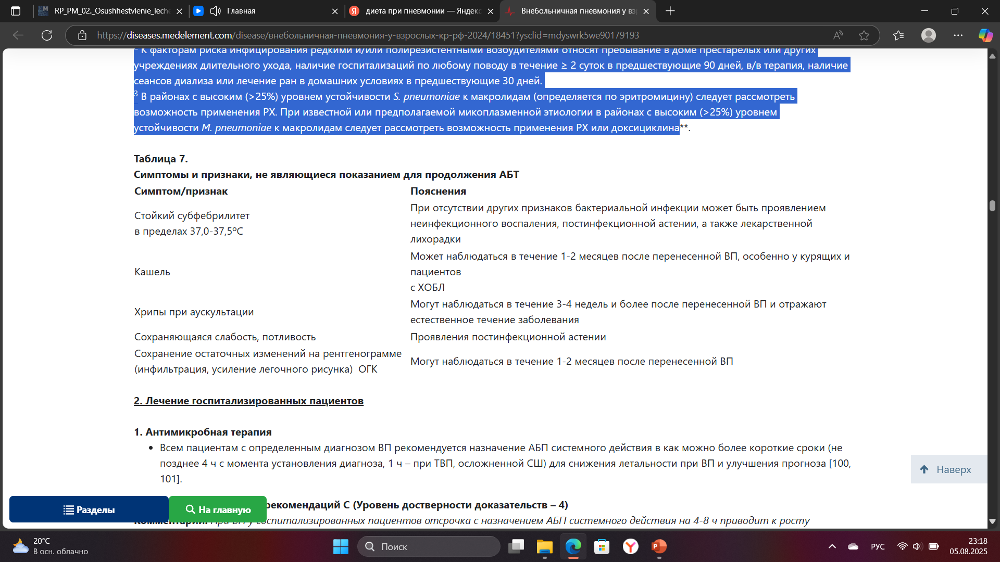 RP_PM_02._Osushhestvlenie_leche
Главная
диета при пневмонии — Яндекс
Внебольничная пневмония у вз
https://diseases.medelement.com/disease/внебольничная-пневмония-у-взрослых-кр-рф-2024/18451?ysclid=mdyswrk5we90179193
К факторам риска инфицирования редкими и/или полирезистентными возбудителями относят пребывание в доме престарелых или других
учреждениях длительного ухода, наличие госпитализаций по любому поводу в течение ≥ 2 суток в предшествующие 90 дней, в/в терапия, наличие
сеансов диализа или лечение ран в домашних условиях в предшествующие 30 дней.
3 В районах с высоким (>25%) уровнем устойчивости S. pneumoniae к макролидам (определяется по эритромицину) следует рассмотреть
возможность применения РХ. При известной или предполагаемой микоплазменной этиологии в районах с высоким (>25%) уровнем
устойчивости M. pneumoniae к макролидам следует рассмотреть возможность применения РХ или доксициклина**.
Таблица 7.
Симптомы и признаки, не являющиеся показанием для продолжения АБТ
Симптом/признак
Пояснения
Стойкий субфебрилитет
в пределах 37,0-37,5ºС
При отсутствии других признаков бактериальной инфекции может быть проявлением
неинфекционного воспаления, постинфекционной астении, а также лекарственной
лихорадки
Кашель
Может наблюдаться в течение 1-2 месяцев после перенесенной ВП, особенно у курящих и
пациентов
с ХОБЛ
Хрипы при аускультации
Могут наблюдаться в течение 3-4 недель и более после перенесенной ВП и отражают
естественное течение заболевания
Сохраняющаяся слабость, потливость
Проявления постинфекционной астении
Сохранение остаточных изменений на рентгенограмме
(инфильтрация, усиление легочного рисунка) ОГК
Могут наблюдаться в течение 1-2 месяцев после перенесенной ВП
2. Лечение госпитализированных пациентов
1. Антимикробная терапия
• Всем пациентам с определенным диагнозом ВП рекомендуется назначение АБП системного действия в как можно более короткие сроки (не
позднее 4 ч с момента установления диагноза, 1 ч – при ТВП, осложненной СШ) для снижения летальности при ВП и улучшения прогноза [100,
101].
Наверх
рекомендаций С (Уровень достверности доказательств – 4)
Разделы
На главную
госпитализированных пациентов отсрочка с назначением АБП системного действия на 4-8 ч приводит к росту
20°C
В осн. облачно
Поиск
РУС
23:18
05.08.2025